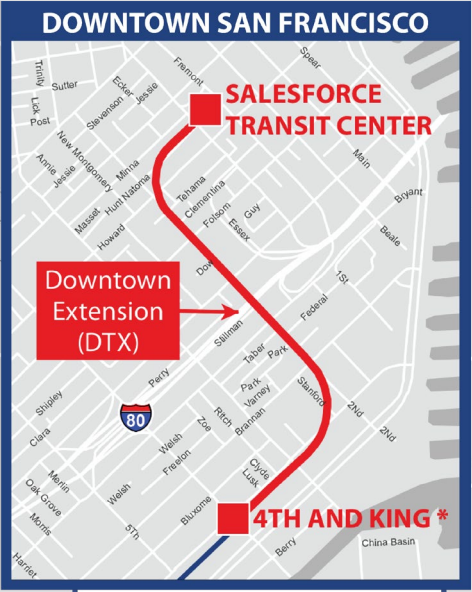 DOWNTOWN SAN FRANCISCO
Spear
Fremont
Trinity
Sutter
Ecker
Jessie
Lick
Post
Stevenson
SALESFORCE
TRANSIT CENTER
New Montgomery
Annie
Jessie
Minna
Natoma
Hunt
Masset
Howard
Tehama
Clementina
Folsom
Essex
Guy
Main
Bryant
Beale
Dow
1St
Federal
Downtown
Extension
(DTX)
Stillman
Taber
Park
Perry
Park
Varney
Stanford
2Nd
2Nd
Shipley
Clara
80
Zoe
Ritch
Brannan
Welsh
Freelon
Clyde
Lusk
Merlin
Oak Grove
Morris
Welsh
5Th
Bluxome
4TH AND KING *
Berry
China Basin
Harriet